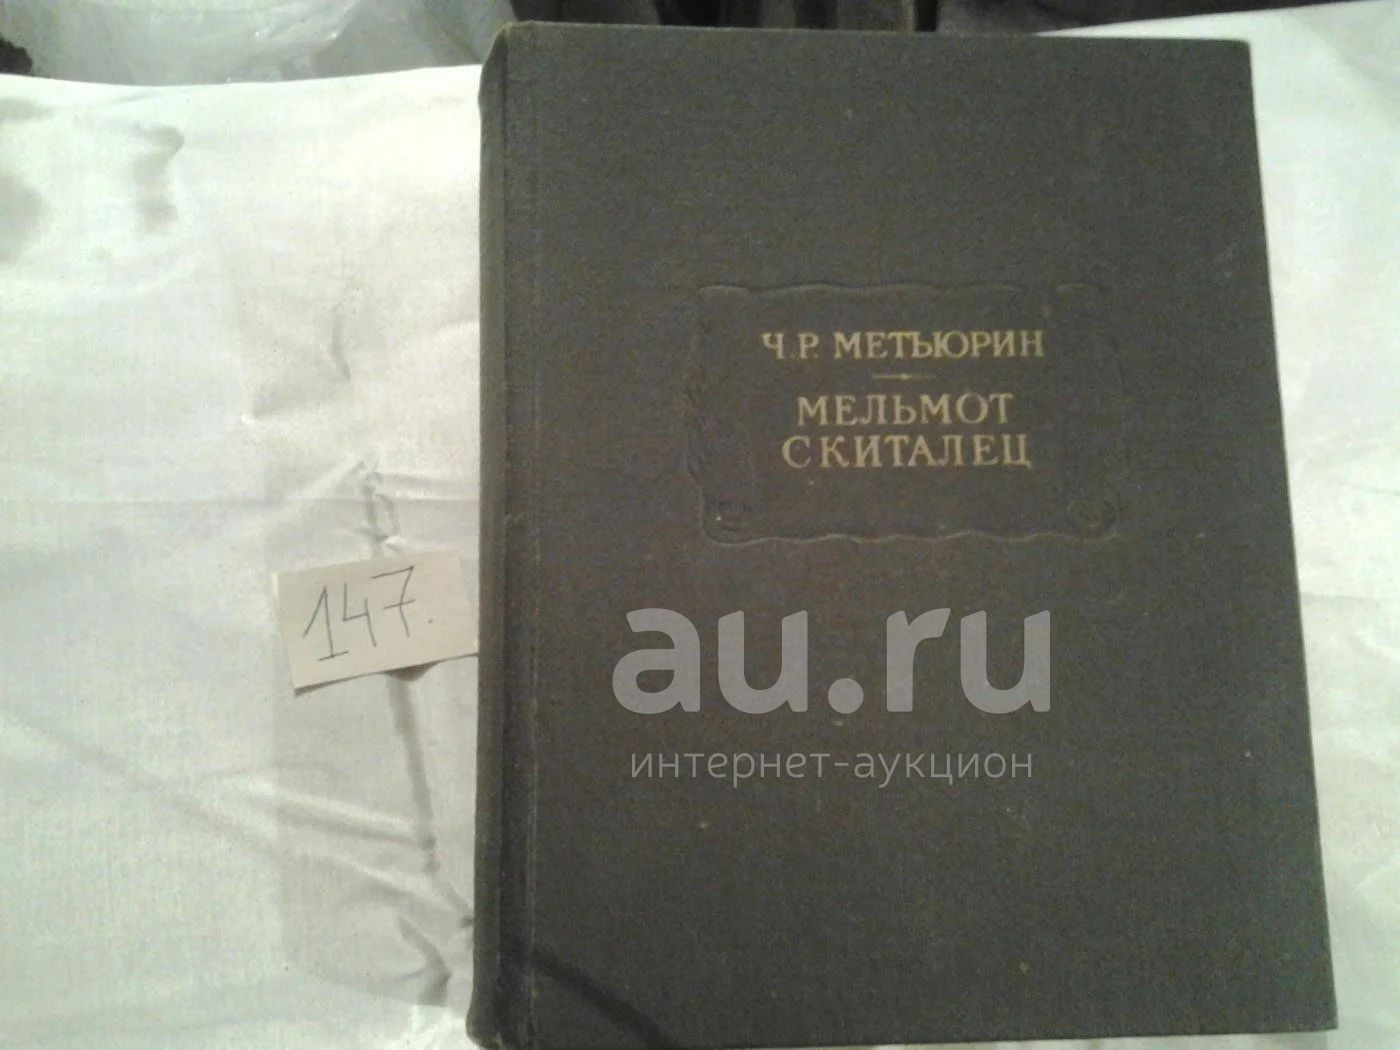 Ч. Р. МЕТЬЮРИН
МЕЛЬМОТ
СКИТАЛЕЦ
147.
au.ru
интернет-аукцион